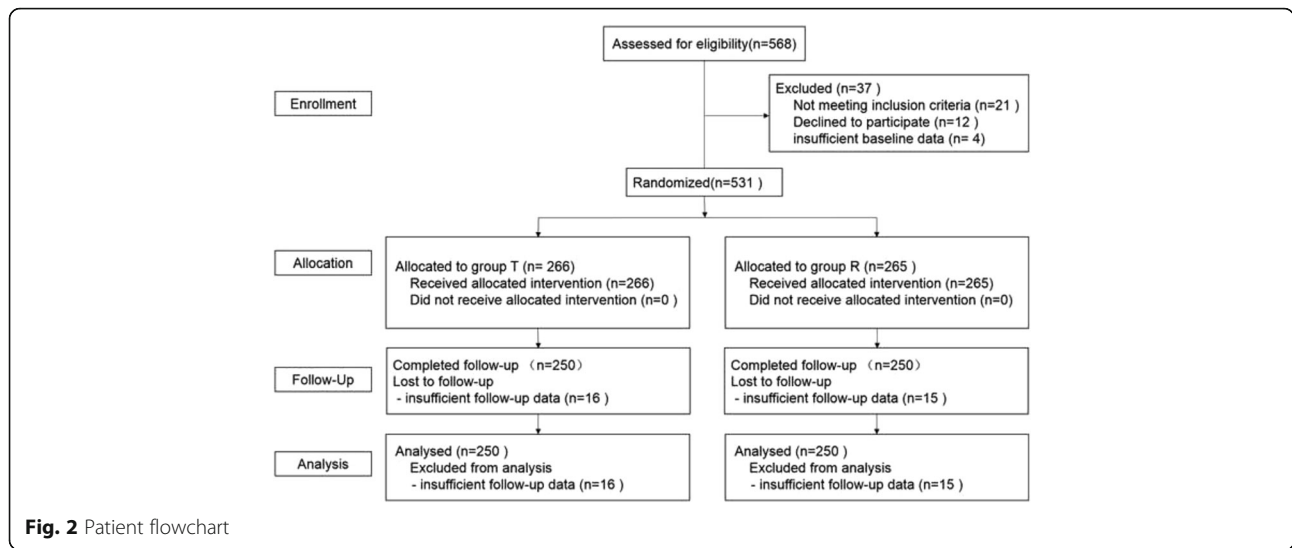 Assessed for eligibility(n=568)
Enrollment
Excluded (n=37 )
Not meeting inclusion criteria (n=21 )
Declined to participate (n=12 )
insufficient baseline data (n= 4)
Randomized(n=531 )
Allocation
Allocated to group T (n= 266)
Received allocated intervention (n=266)
Did not receive allocated intervention (n=0 )
Allocated to group R (n=265 )
Received allocated intervention (n=265)
Did not receive allocated intervention (n=0)
Follow-Up
Completed follow-up （n=250）
Lost to follow-up
- insufficient follow-up data (n=16 )
Completed follow-up （n=250）
Lost to follow-up
- insufficient follow-up data (n=15 )
Analysis
Analysed (n=250 )
Excluded from analysis
- insufficient follow-up data (n=16 )
Analysed (n=250 )
Excluded from analysis
- insufficient follow-up data (n=15 )
Fig. 2 Patient flowchart